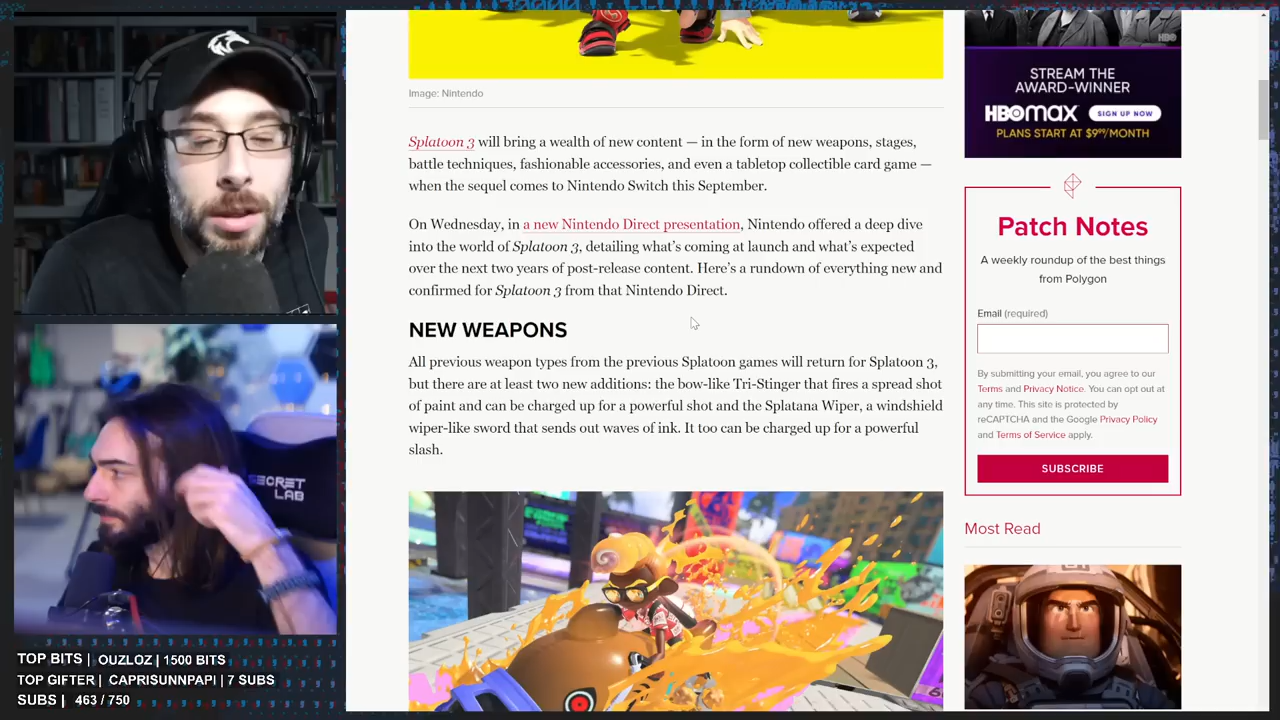 SECRET
LAB
TOP BITS | OUZLOZ | 1500 BITS
TOP GIFTER | CAPRISUNNPAPI | 7 SUBS
SUBS | 463 / 750
Image: Nintendo
Splatoon 3 will bring a wealth of new content — in the form of new weapons, stages,
battle techniques, fashionable accessories, and even a tabletop collectible card game —
when the sequel comes to Nintendo Switch this September.
On Wednesday, in a new Nintendo Direct presentation, Nintendo offered a deep dive
into the world of Splatoon 3, detailing what's coming at launch and what's expected
over the next two years of post-release content. Here's a rundown of everything new and
confirmed for Splatoon 3 from that Nintendo Direct.
NEW WEAPONS
All previous weapon types from the previous Splatoon games will return for Splatoon 3,
but there are at least two new additions: the bow-like Tri-Stinger that fires a spread shot
of paint and can be charged up for a powerful shot and the Splatana Wiper, a windshield
wiper-like sword that sends out waves of ink. It too can be charged up for a powerful
slash.
HBO
STREAM THE
AWARD-WINNER
HBOMAX SIGN UP NOW
PLANS START AT $9.99/MONTH
Patch Notes
A weekly roundup of the best things
from Polygon
Email (required)
By submitting your email, you agree to our
Terms and Privacy Notice. You can opt out at
any time. This site is protected by
reCAPTCHA and the Google Privacy Policy
and Terms of Service apply.
SUBSCRIBE
Most Read